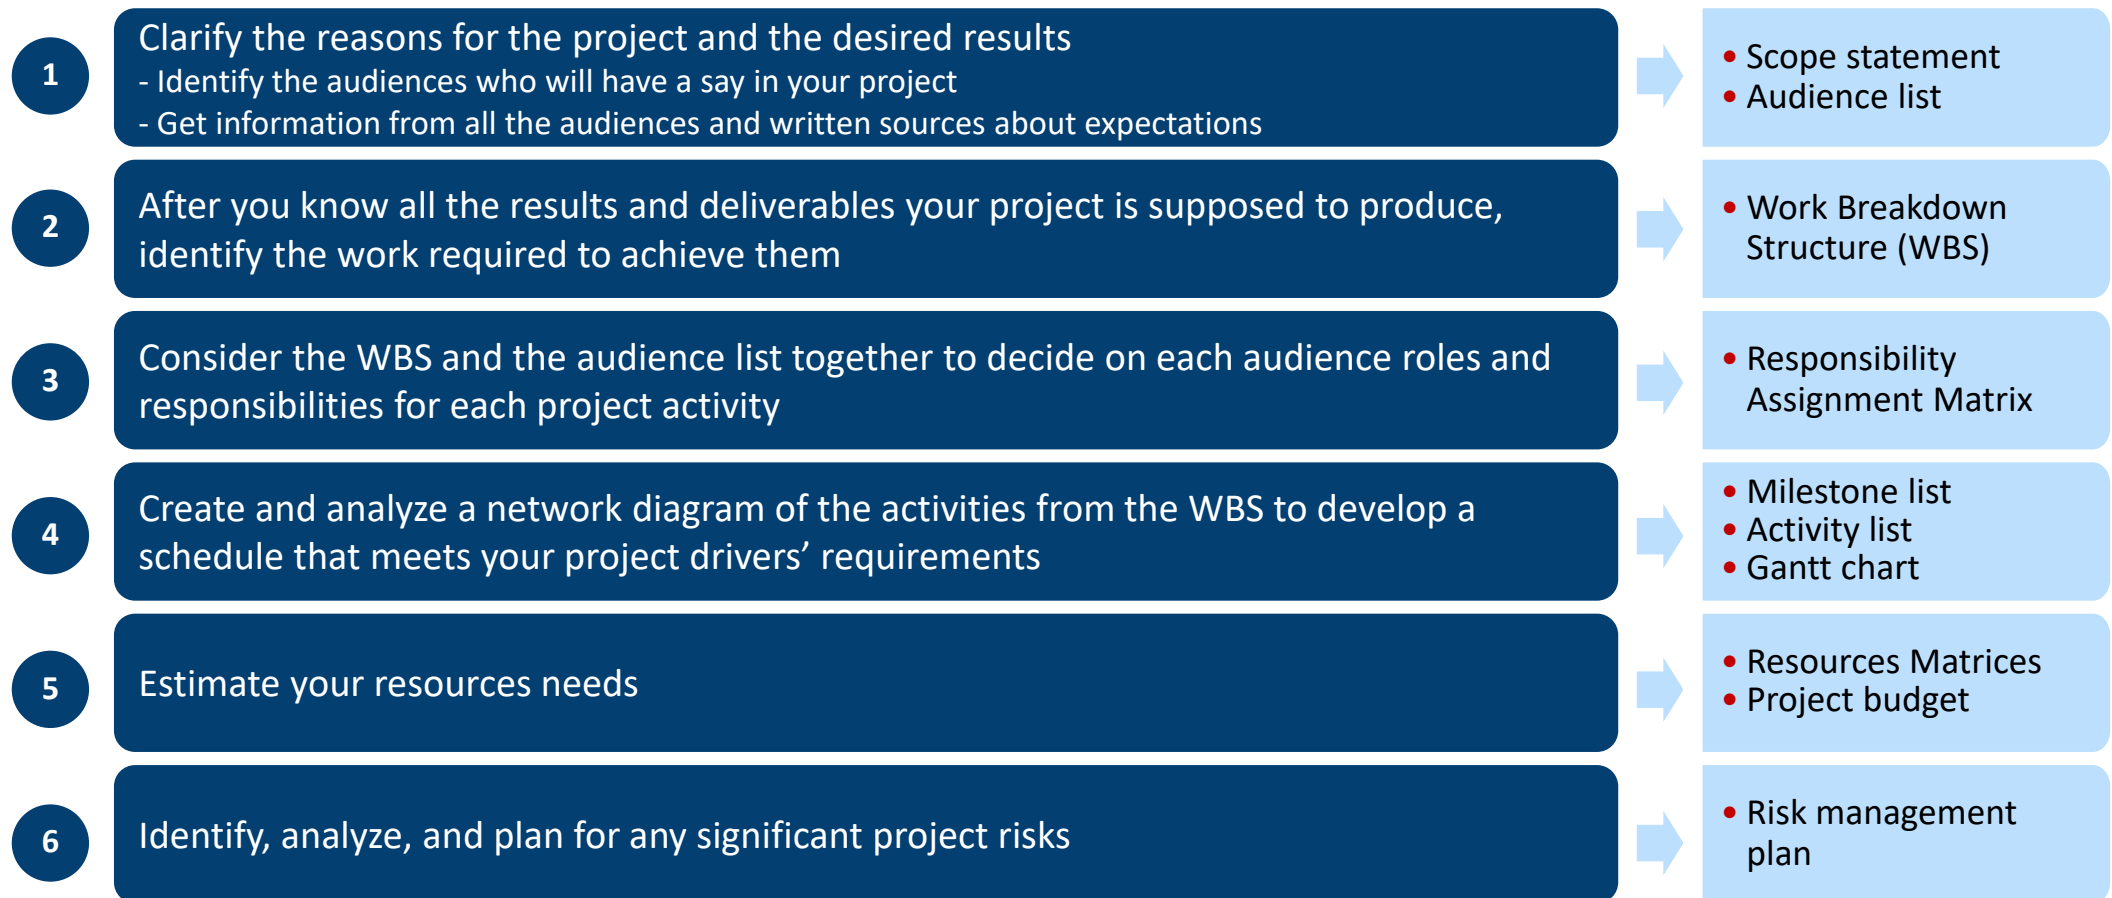 1
Clarify the reasons for the project and the desired results
- Identify the audiences who will have a say in your project
- Get information from all the audiences and written sources about expectations
• Scope statement
• Audience list
2
After you know all the results and deliverables your project is supposed to produce,
identify the work required to achieve them
• Work Breakdown
Structure (WBS)
3
Consider the WBS and the audience list together to decide on each audience roles and
responsibilities for each project activity
• Responsibility
Assignment Matrix
4
Create and analyze a network diagram of the activities from the WBS to develop a
schedule that meets your project drivers’ requirements
• Milestone list
• Activity list
• Gantt chart
5
Estimate your resources needs
• Resources Matrices
• Project budget
6
Identify, analyze, and plan for any significant project risks
• Risk management
plan